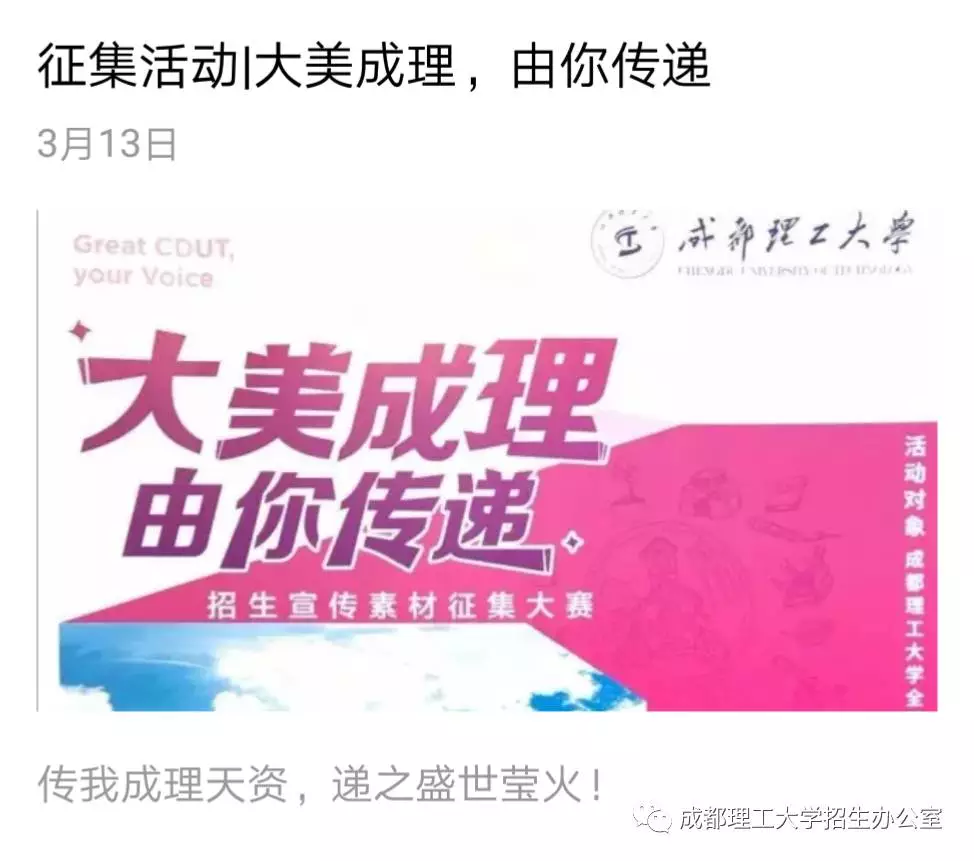 征集活动|大美成理，由你传递
3月13日
Great CDUT,
your Voice
成都理工大学
CHENGDU UNIVERSITY OF TECHNOLOGY
大美成理
由你传递
招生宣传素材征集大赛
活动对象 成都理工大学全
传我成理天资，递之盛世莹火！
成都理工大学招生办公室